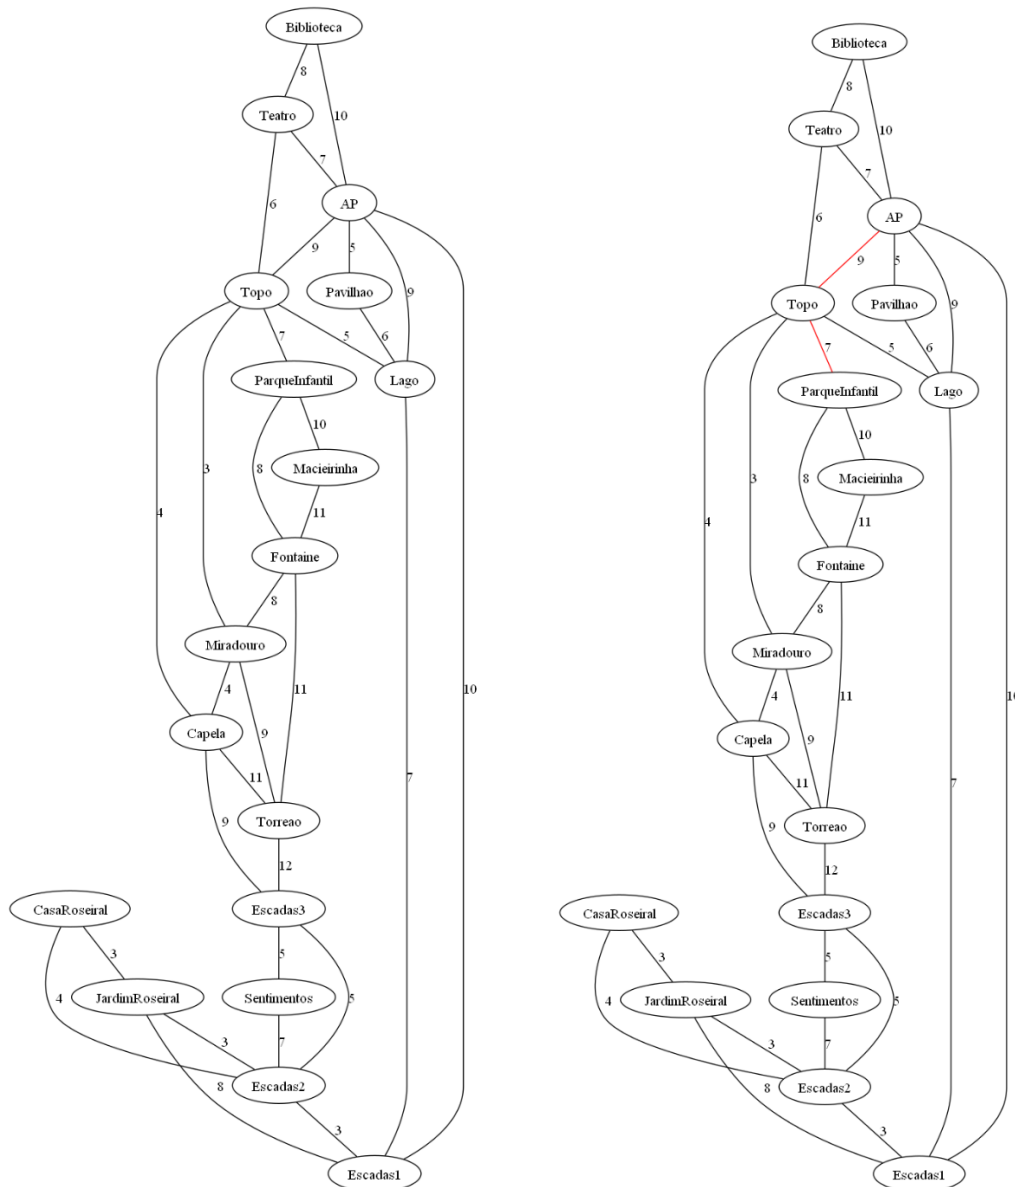 Biblioteca
8
Teatro
10
7
AP
6
9
5
Topo
Pavilhao
9
7
5
6
ParqueInfantil
Lago
10
3
8
Macieirinha
4
11
Fontaine
8
Miradouro
4
11
10
Capela
9
11
7
9
Torreao
12
CasaRoseiral
Escadas3
3
5
4
JardimRoseiral
Sentimentos
5
3
7
8
Escadas2
3
Escadas1
Biblioteca
8
Teatro
10
7
AP
6
9
5
Topo
Pavilhao
9
7
5
6
ParqueInfantil
Lago
10
3
8
Macieirinha
4
11
Fontaine
8
Miradouro
4
11
10
Capela
9
11
7
9
Torreao
12
CasaRoseiral
Escadas3
3
5
4
JardimRoseiral
Sentimentos
5
3
7
8
Escadas2
3
Escadas1